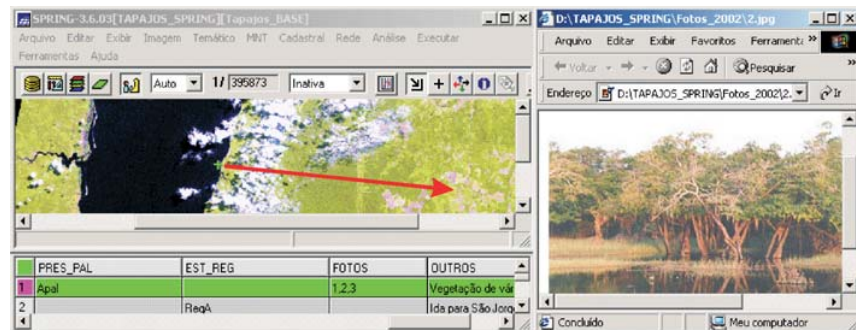 SPRING-3.6.03[TAPAJOS_SPRING][Tapajos_BASE]
Arquivo Editar Exibir Imagem Temático MNT Cadastral Rede Análise Executar
Ferramentas Ajuda
Auto 1/ 395873 Inativa
PRES_PAL EST_REG FOTOS OUTROS
1 Apal 1,2,3 Vegetação de vár
2 RegA Ida para São Jorg
D:\TAPAJOS_SPRING\Fotos_2002\2.jpg
Arquivo Editar Exibir Favoritos Ferramenta »
Voltar Pesquisar »
Endereço D:\TAPAJOS_SPRING\Fotos_2002\2. Ir
Concluído Meu computador